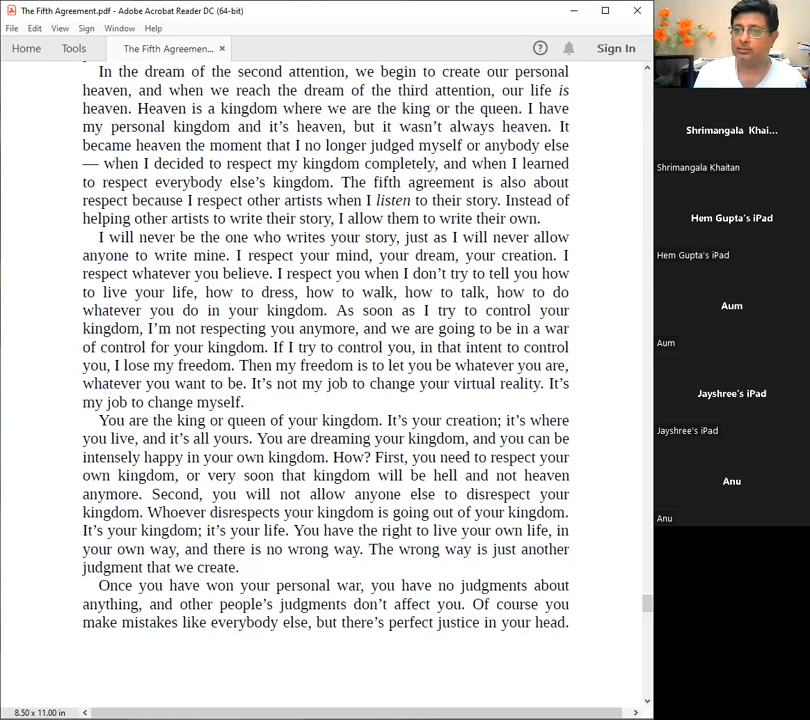 The Fifth Agreement.pdf - Adobe Acrobat Reader DC (64-bit)
File Edit View Sign Window Help
Home Tools The Fifth Agreemen... × Sign In
In the dream of the second attention, we begin to create our personal
heaven, and when we reach the dream of the third attention, our life is
heaven. Heaven is a kingdom where we are the king or the queen. I have
my personal kingdom and it’s heaven, but it wasn’t always heaven. It
became heaven the moment that I no longer judged myself or anybody else
— when I decided to respect my kingdom completely, and when I learned
to respect everybody else’s kingdom. The fifth agreement is also about
respect because I respect other artists when I listen to their story. Instead of
helping other artists to write their story, I allow them to write their own.
I will never be the one who writes your story, just as I will never allow
anyone to write mine. I respect your mind, your dream, your creation. I
respect whatever you believe. I respect you when I don’t try to tell you how
to live your life, how to dress, how to walk, how to talk, how to do
whatever you do in your kingdom. As soon as I try to control your
kingdom, I’m not respecting you anymore, and we are going to be in a war
of control for your kingdom. If I try to control you, in that intent to control
you, I lose my freedom. Then my freedom is to let you be whatever you are,
whatever you want to be. It’s not my job to change your virtual reality. It’s
my job to change myself.
You are the king or queen of your kingdom. It’s your creation; it’s where
you live, and it’s all yours. You are dreaming your kingdom, and you can be
intensely happy in your own kingdom. How? First, you need to respect your
own kingdom, or very soon that kingdom will be hell and not heaven
anymore. Second, you will not allow anyone else to disrespect your
kingdom. Whoever disrespects your kingdom is going out of your kingdom.
It’s your kingdom; it’s your life. You have the right to live your own life, in
your own way, and there is no wrong way. The wrong way is just another
judgment that we create.
Once you have won your personal war, you have no judgments about
anything, and other people’s judgments don’t affect you. Of course you
make mistakes like everybody else, but there’s perfect justice in your head.
8.50 x 11.00 in
Shrimangala Khai...
Shrimangala Khaitan
Hem Gupta's iPad
Hem Gupta's iPad
Aum
Aum
Jayshree's iPad
Jayshree's iPad
Anu
Anu